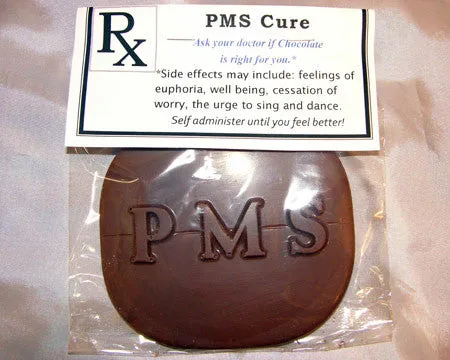 Rx
PMS Cure
Ask your doctor if Chocolate
is right for you.*
*Side effects may include: feelings of
euphoria, well being, cessation of
worry, the urge to sing and dance.
Self administer until you feel better!
PMS